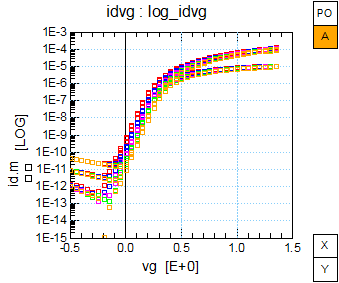 idvg : log_idvg
PO
A
1E-3
1E-4
1E-5
1E-6
1E-7
1E-8
1E-9
1E-10
1E-11
1E-12
1E-13
1E-14
1E-15
id.m [LOG]
-0.5 0.0 0.5 1.0 1.5
vg [E+0]
X
Y